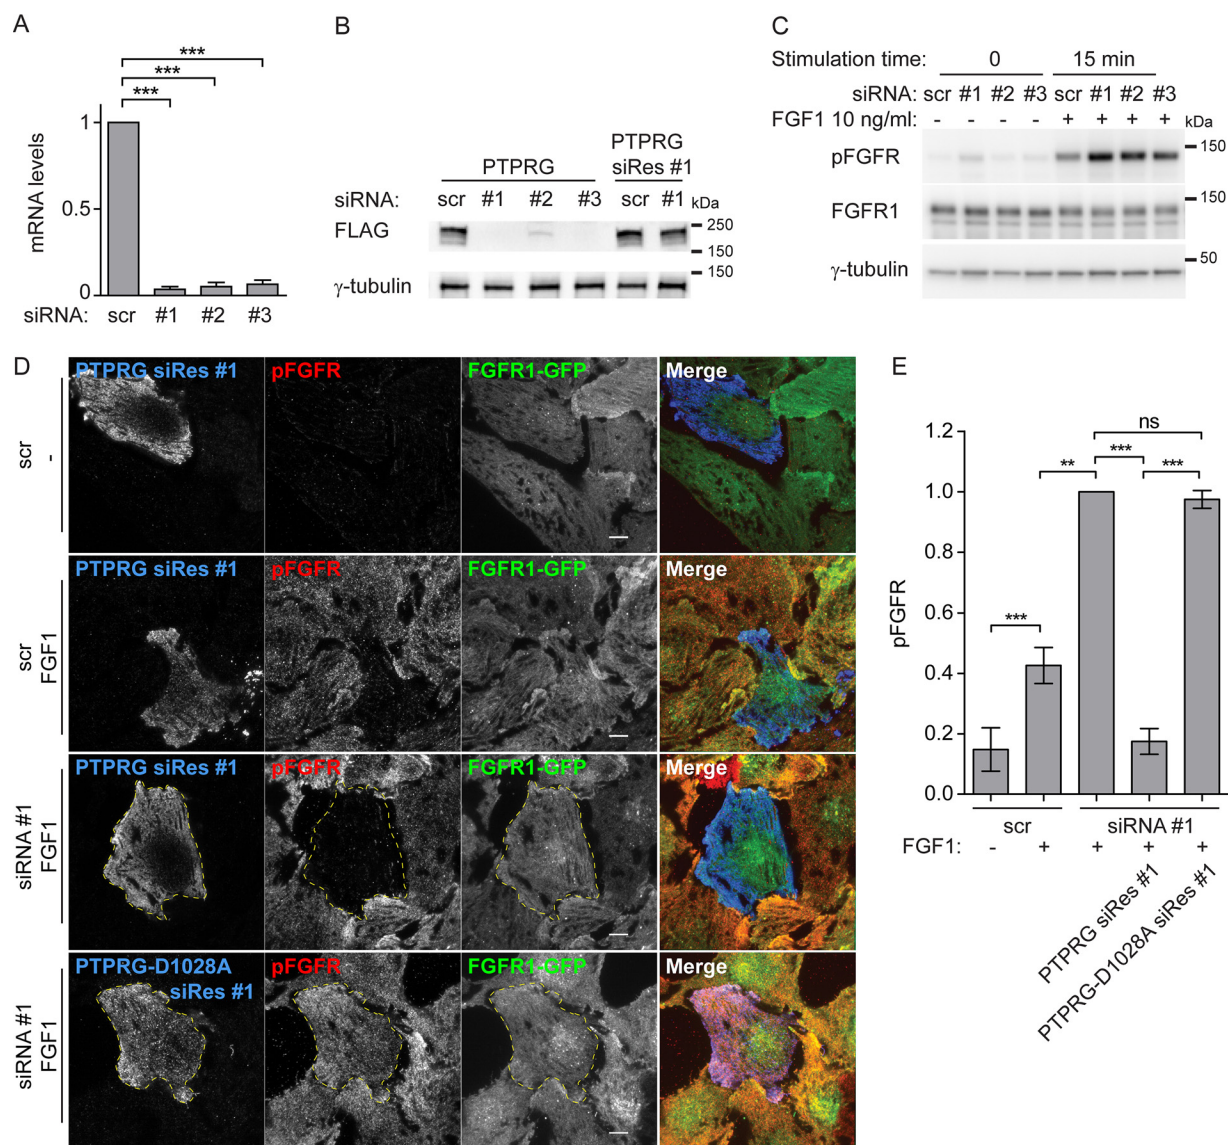 A
***
***
***
mRNA levels
1
0.5
0
siRNA: scr #1 #2 #3
B
PTPRG
PTPRG
siRes #1
siRNA: scr #1 #2 #3 scr #1 kDa
FLAG
250
150
γ-tubulin
150
C
Stimulation time: 0 15 min
siRNA: scr #1 #2 #3 scr #1 #2 #3
FGF1 10 ng/ml: - - - - + + + + kDa
pFGFR
150
FGFR1
150
γ-tubulin
50
D
scr
-
PTPRG siRes #1 pFGFR FGFR1-GFP Merge
scr
FGF1
PTPRG siRes #1 pFGFR FGFR1-GFP Merge
siRNA #1
FGF1
PTPRG siRes #1 pFGFR FGFR1-GFP Merge
siRNA #1
FGF1
PTPRG-D1028A
siRes #1
pFGFR FGFR1-GFP Merge
E
ns
** *** ***
***
pFGFR
1.2
1.0
0.8
0.6
0.4
0.2
0.0
scr siRNA #1
FGF1: - + + + +
PTPRG siRes #1
PTPRG-D1028A siRes #1